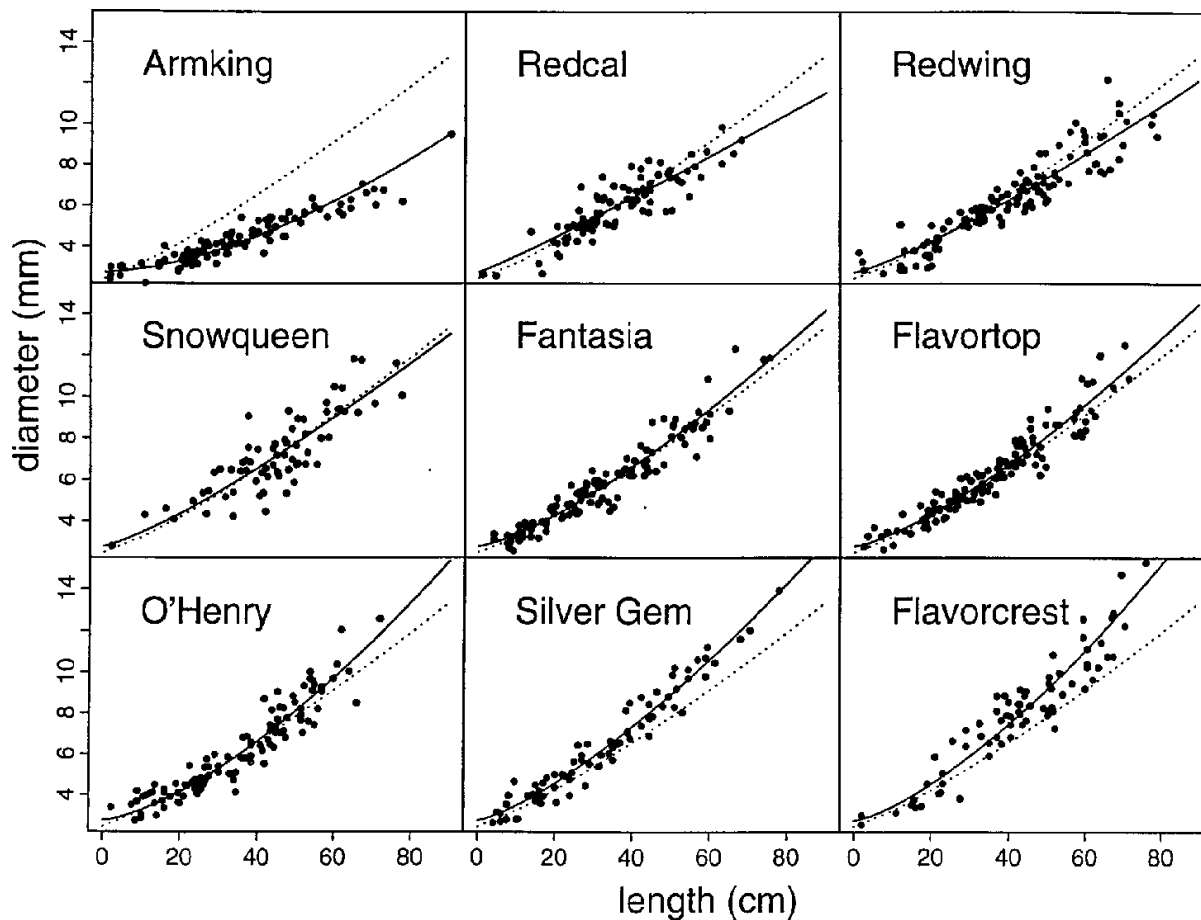 14
12
10
8
6
4
Armking
Redcal
Redwing
14
10
8
6
4
Snowqueen
Fantasia
Flavortop
diameter (mm)
14
10
8
6
4
O'Henry
Silver Gem
Flavorcrest
0 20 40 60 80
0 20 40 60 80
0 20 40 60 80
length (cm)